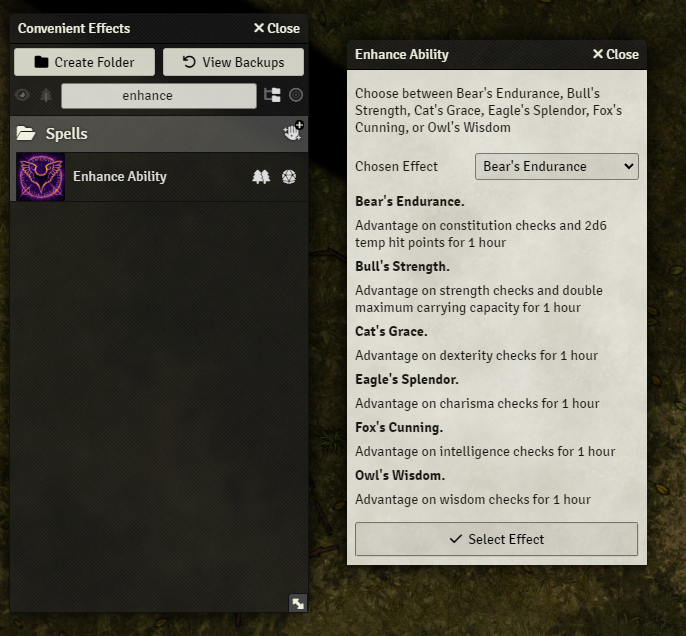 Convenient Effects
Close
Create Folder
View Backups
enhance
Spells
Enhance Ability
Enhance Ability
Close
Choose between Bear's Endurance, Bull's
Strength, Cat's Grace, Eagle's Splendor, Fox's
Cunning, or Owl's Wisdom
Chosen Effect
Bear's Endurance
Bear's Endurance.
Advantage on constitution checks and 2d6
temp hit points for 1 hour
Bull's Strength.
Advantage on strength checks and double
maximum carrying capacity for 1 hour
Cat's Grace.
Advantage on dexterity checks for 1 hour
Eagle's Splendor.
Advantage on charisma checks for 1 hour
Fox's Cunning.
Advantage on intelligence checks for 1 hour
Owl's Wisdom.
Advantage on wisdom checks for 1 hour
Select Effect